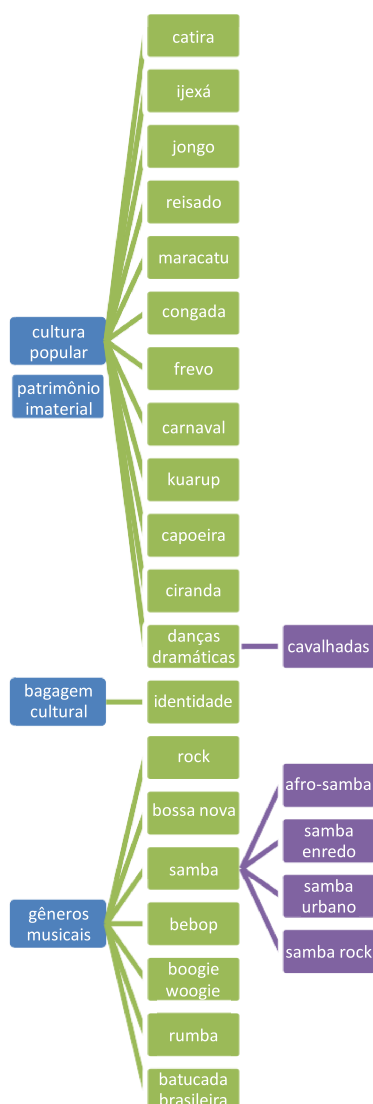 catira
ijexá
jongo
reisado
maracatu
congada
cultura
popular
frevo
patrimônio
imaterial
carnaval
kuarup
capoeira
ciranda
danças
dramáticas
cavalhadas
bagagem
cultural
identidade
rock
afro-samba
bossa nova
samba
enredo
samba
samba
urbano
gêneros
musicais
bebop
samba rock
boogie
woogie
rumba
batucada
brasileira